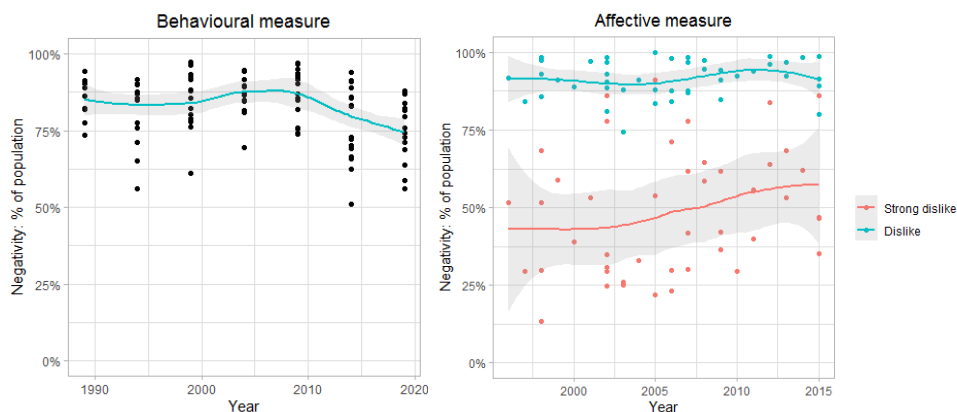 Behavioural measure
Negativity: % of population
100%
75%
50%
25%
0%
1990
2000
2010
2020
Year
Affective measure
Negativity: % of population
100%
75%
50%
25%
0%
2000
2005
2010
2015
Year
Strong dislike
Dislike